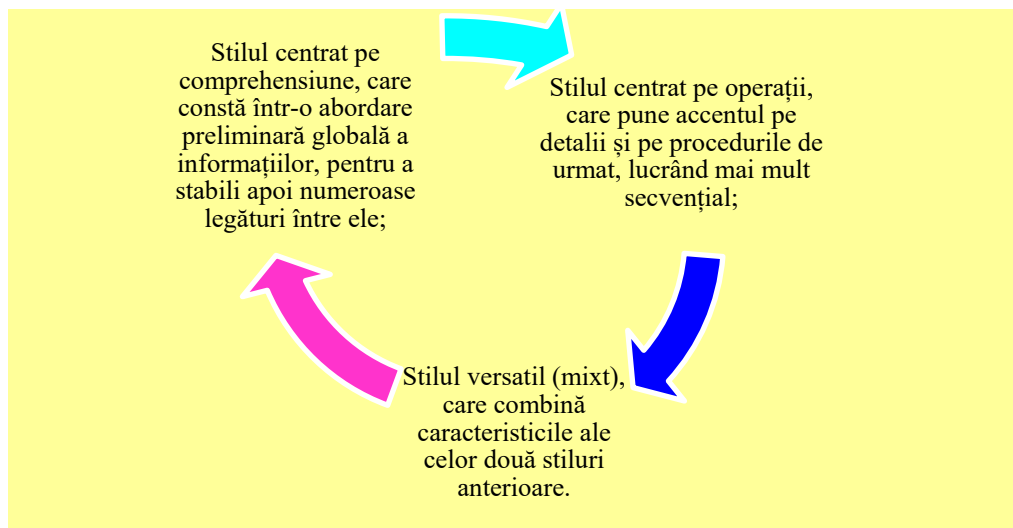 Stilul centrat pe
comprehensiune, care
constă într-o abordare
preliminară globală a
informațiilor, pentru a
stabili apoi numeroase
legături între ele;
Stilul centrat pe operații,
care pune accentul pe
detalii și pe procedurile de
urmat, lucrând mai mult
secvențial;
Stilul versatil (mixt),
care combină
caracteristicile ale
celor două stiluri
anterioare.